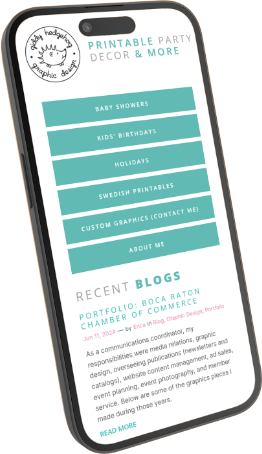 giddy hedgehog
graphic design
PRINTABLE PARTY
DECOR & MORE
BABY SHOWERS
KIDS' BIRTHDAYS
HOLIDAYS
SWEDISH PRINTABLES
CUSTOM GRAPHICS (CONTACT ME)
ABOUT ME
RECENT BLOGS
PORTFOLIO: BOCA RATON
CHAMBER OF COMMERCE
Jun 11, 2024 — by Erica in Blog, Graphic Design, Portfolio
As a communications coordinator, my
responsibilities were media relations, graphic
design, overseeing publications (newsletters and
catalogs), website content management, ad sales,
event planning, event photography, and member
service. Below are some of the graphics pieces I
made during those years.
READ MORE